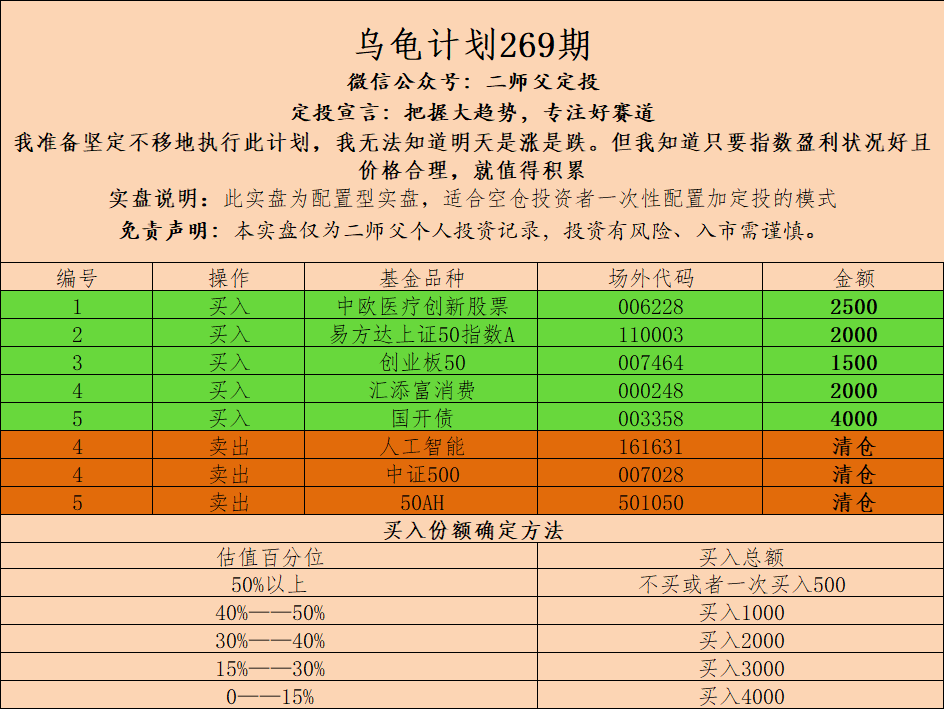 乌龟计划269期
微信公众号：二师父定投
定投宣言：把握大趋势，专注好赛道
我准备坚定不移地执行此计划，我无法知道明天是涨是跌。但我知道只要指数盈利状况好且
价格合理，就值得积累
实盘说明：此实盘为配置型实盘，适合空仓投资者一次性配置加定投的模式
免责声明：本实盘仅为二师父个人投资记录，投资有风险、入市需谨慎。
编号 操作 基金品种 场外代码 金额
1 买入 中欧医疗创新股票 006228 2500
2 买入 易方达上证50指数A 110003 2000
3 买入 创业板50 007464 1500
4 买入 汇添富消费 000248 2000
5 买入 国开债 003358 4000
4 卖出 人工智能 161631 清仓
4 卖出 中证500 007028 清仓
5 卖出 50AH 501050 清仓
买入份额确定方法
估值百分位 买入总额
50%以上 不买或者一次买入500
40%——50% 买入1000
30%——40% 买入2000
15%——30% 买入3000
0——15% 买入4000